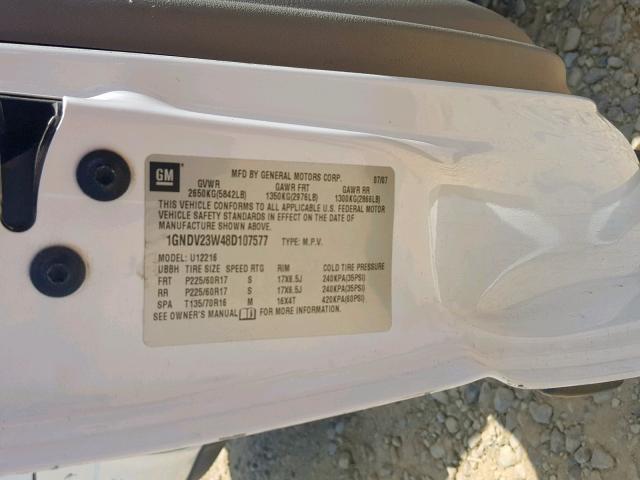 GM
MFD BY GENERAL MOTORS CORP. 07/07
GVWR GAWR FRT GAWR RR
2650KG(5842LB) 1350KG(2976LB) 1300KG(2866LB)
THIS VEHICLE CONFORMS TO ALL APPLICABLE U.S. FEDERAL MOTOR
VEHICLE SAFETY STANDARDS IN EFFECT ON THE DATE OF
MANUFACTURE SHOWN ABOVE.
1GNDV23W48D107577 TYPE: M.P.V.
MODEL: U12216
UBBH TIRE SIZE SPEED RTG RIM COLD TIRE PRESSURE
FRT P225/60R17 S 17X6.5J 240KPA(35PSI)
RR P225/60R17 S 17X6.5J 240KPA(35PSI)
SPA T135/70R16 M 16X4T 420KPA(60PSI)
SEE OWNER'S MANUAL FOR MORE INFORMATION.